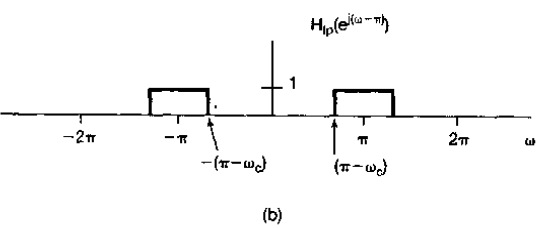 H_lp(e^j(ω−π))
1
−2π −π π 2π ω
−(π−ω_c) (π−ω_c)
(b)